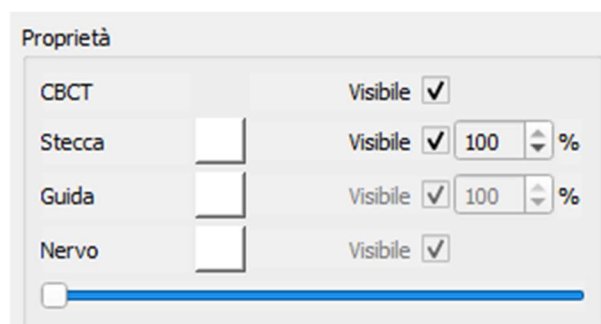 Proprietà
CBCT Visibile
Stecca Visibile 100 %
Guida Visibile 100 %
Nervo Visibile